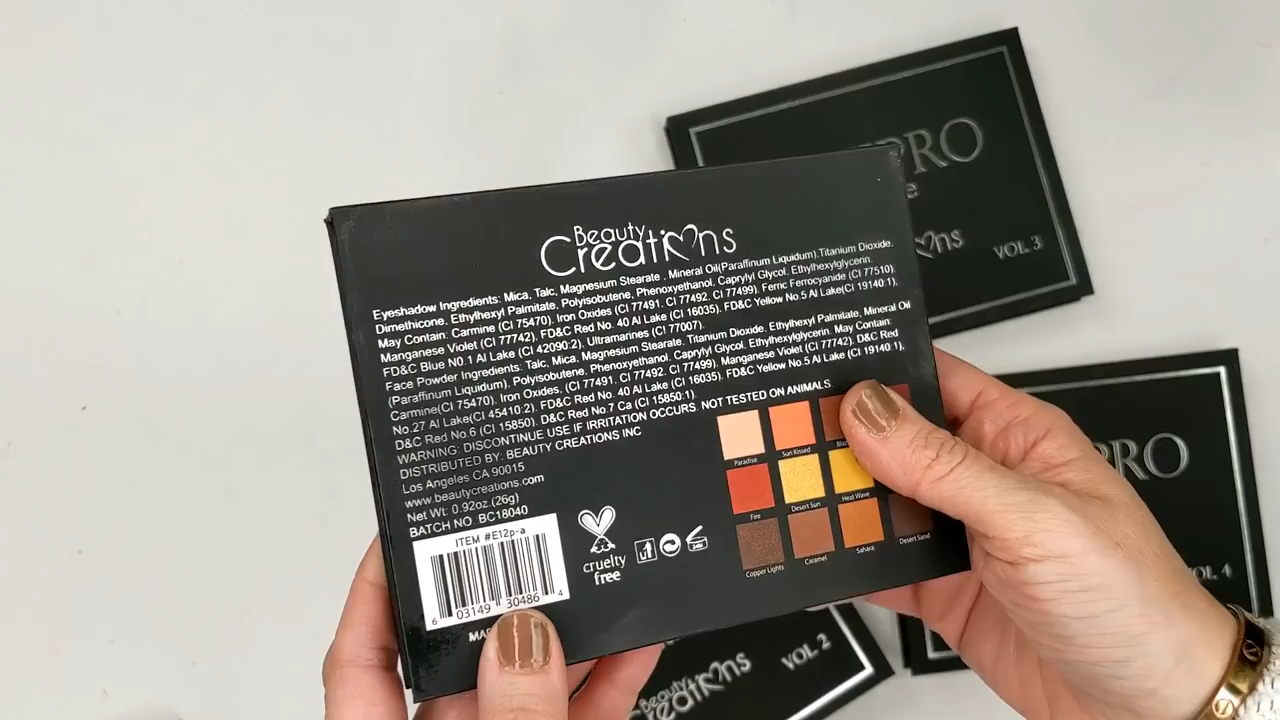 Beauty
Creations
Eyeshadow Ingredients: Mica, Talc, Magnesium Stearate . Mineral Oil(Paraffinum Liquidum).Titanium Dioxide.
Dimethicone, Ethylhexyl Palmitate, Polyisobutene, Phenoxyethanol, Caprylyl Glycol. Ethylhexylglycerin.
May Contain: Carmine (CI 75470). Iron Oxides (CI 77491. CI 77492. CI 77499). Ferric Ferrocyanide (CI 77510).
Manganese Violet (CI 77742). FD&C Red No. 40 Al Lake (CI 16035). FD&C Yellow No.5 Al Lake(CI 19140:1),
FD&C Blue NO.1 Al Lake (CI 42090:2). Ultramarines (CI 77007).
Face Powder Ingredients: Talc, Mica, Magnesium Stearate. Titanium Dioxide. Ethylhexyl Palmitate, Mineral Oil
(Paraffinum Liquidum). Polyisobutene, Phenoxyethanol, Caprylyl Glycol. Ethylhexylglycerin. May Contain:
Carmine(CI 75470). Iron Oxides. (CI 77491. CI 77492. CI 77499). Manganese Violet (CI 77742). D&C Red
No.27 Al Lake(CI 45410:2). FD&C Red No. 40 Al Lake (CI 16035). FD&C Yellow No.5 Al Lake (CI 19140:1),
D&C Red No.6 (CI 15850). D&C Red No.7 Ca (CI 15850:1).
WARNING: DISCONTINUE USE IF IRRITATION OCCURS. NOT TESTED ON ANIMALS.
DISTRIBUTED BY: BEAUTY CREATIONS INC
Los Angeles CA 90015
www.beautycreations.com
Net Wt: 0.92oz.(26g)
BATCH NO. BC18040
ITEM #E12p-a
6 03149 30486 4
cruelty
free
24M
Paradise
Sun Kissed
Fire
Desert Sun
Heat Wave
Copper Lights
Caramel
Sahara
Desert Sand
PRO
VOL 3
PRO
VOL 4
Beauty
Creations
VOL 2